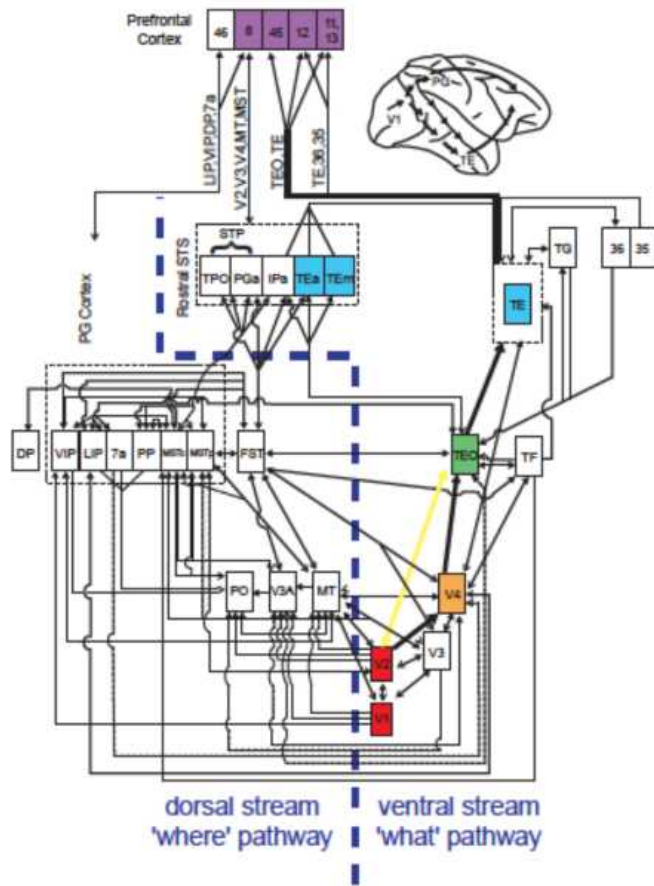 Prefrontal
Cortex
46
8
45
12
11,
13
PG
V1
TE
LIP,VIP,DP,7a
V2,V3,V4,MT,MST
TEO,TE
TE,36,35
PG Cortex
Rostral STS
STP
TPO
PGa
IPa
TEa
TEm
TE
TG
36
35
DP
VIP
LIP
7a
PP
FST
TEO
TF
PO
V3A
MT
V4
V2
V3
V1
dorsal stream
'where' pathway
ventral stream
'what' pathway